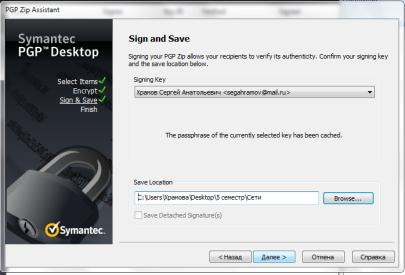 PGP Zip Assistant
Symantec
PGP™ Desktop
Select Items
Encrypt
Sign & Save
Finish
Symantec.
Sign and Save
Signing your PGP Zip allows your recipients to verify its authenticity. Confirm your signing key
and the save location below.
Signing Key
Храмов Сергей Анатольевич <segahramov@mail.ru>
The passphrase of the currently selected key has been cached.
Save Location
C:\Users\Храмова\Desktop\5 семестр\Сети
Browse...
Save Detached Signature(s)
< Назад
Далее >
Отмена
Справка